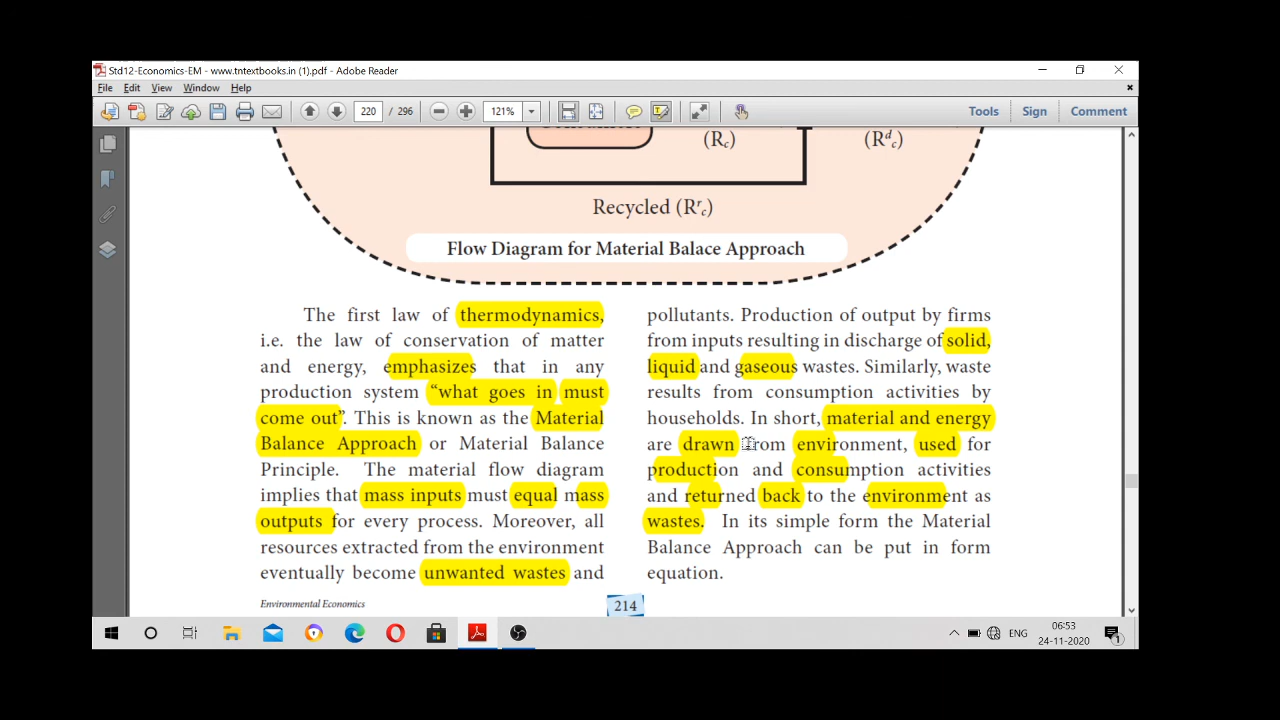 Std12-Economics-EM - www.tntextbooks.in (1).pdf - Adobe Reader
File Edit View Window Help
220 / 296 121% Tools Sign Comment
(Rc) (Rdc)
Recycled (Rrc)
Flow Diagram for Material Balace Approach
The first law of thermodynamics,
i.e. the law of conservation of matter
and energy, emphasizes that in any
production system “what goes in must
come out”. This is known as the Material
Balance Approach or Material Balance
Principle. The material flow diagram
implies that mass inputs must equal mass
outputs for every process. Moreover, all
resources extracted from the environment
eventually become unwanted wastes and
pollutants. Production of output by firms
from inputs resulting in discharge of solid,
liquid and gaseous wastes. Similarly, waste
results from consumption activities by
households. In short, material and energy
are drawn from environment, used for
production and consumption activities
and returned back to the environment as
wastes. In its simple form the Material
Balance Approach can be put in form
equation.
Environmental Economics
214
ENG
06:53
24-11-2020
1